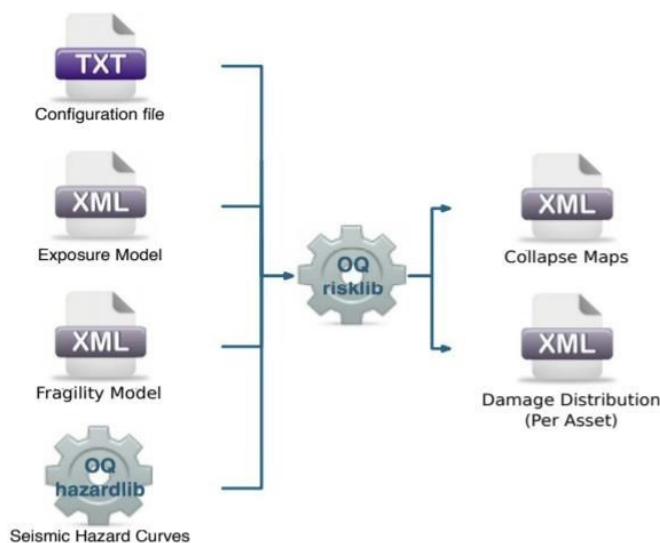 TXT
Configuration file
XML
Exposure Model
XML
Fragility Model
OQ
hazardlib
Seismic Hazard Curves
OQ
risklib
XML
Collapse Maps
XML
Damage Distribution
(Per Asset)